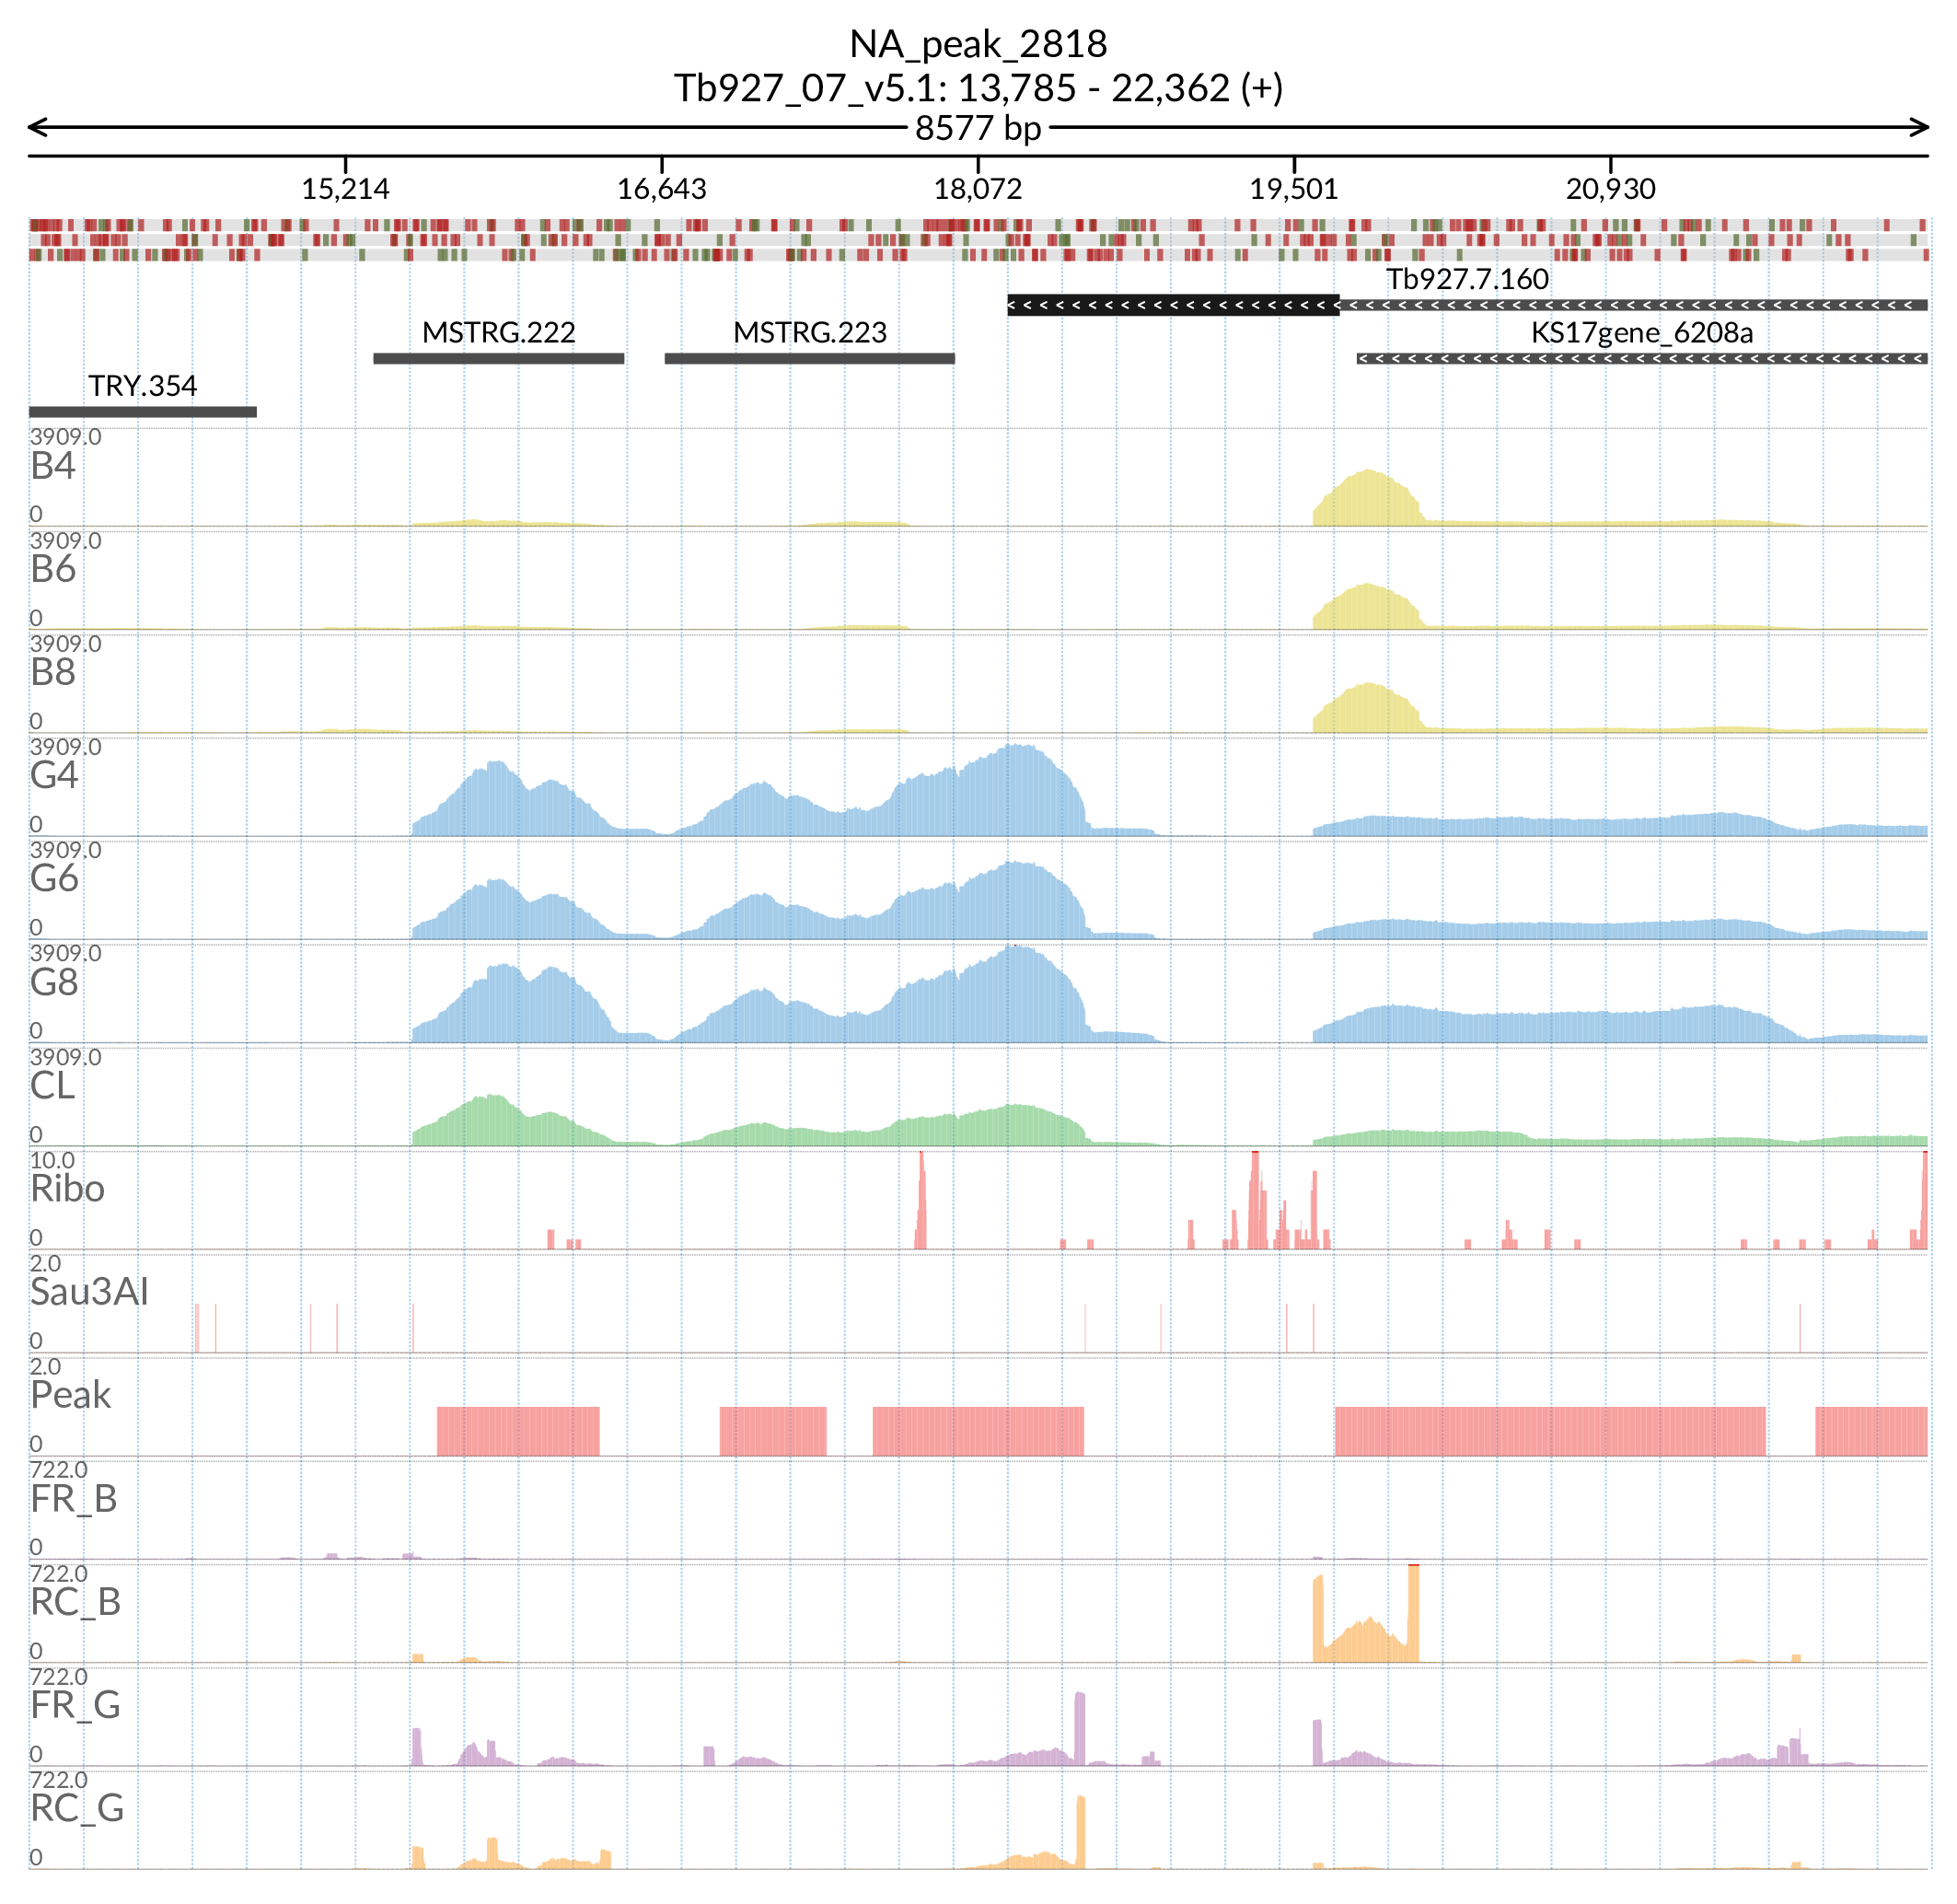 NA_peak_2818
Tb927_07_v5.1: 13,785 - 22,362 (+)
8577 bp
15,214 16,643 18,072 19,501 20,930
Tb927.7.160
MSTRG.222 MSTRG.223 KS17gene_6208a
TRY.354
3909.0
B4
0
3909.0
B6
0
3909.0
B8
0
3909.0
G4
0
3909.0
G6
0
3909.0
G8
0
3909.0
CL
0
10.0
Ribo
0
2.0
Sau3AI
0
2.0
Peak
0
722.0
FR_B
0
722.0
RC_B
0
722.0
FR_G
0
722.0
RC_G
0